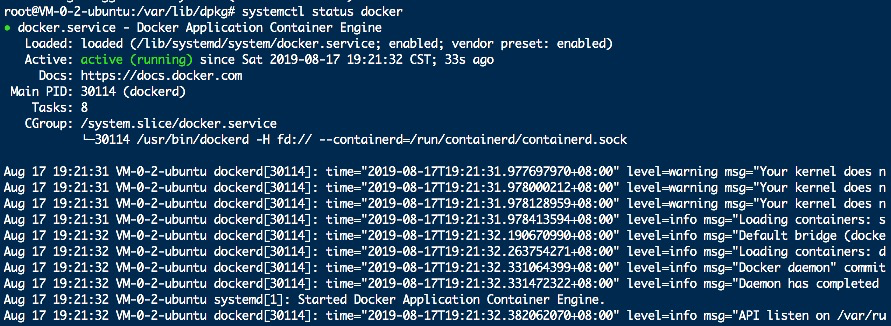 root@VM-0-2-ubuntu:/var/lib/dpkg# systemctl status docker
● docker.service - Docker Application Container Engine
Loaded: loaded (/lib/systemd/system/docker.service; enabled; vendor preset: enabled)
Active: active (running) since Sat 2019-08-17 19:21:32 CST; 33s ago
Docs: https://docs.docker.com
Main PID: 30114 (dockerd)
Tasks: 8
CGroup: /system.slice/docker.service
└─30114 /usr/bin/dockerd -H fd:// --containerd=/run/containerd/containerd.sock
Aug 17 19:21:31 VM-0-2-ubuntu dockerd[30114]: time="2019-08-17T19:21:31.977697970+08:00" level=warning msg="Your kernel does n
Aug 17 19:21:31 VM-0-2-ubuntu dockerd[30114]: time="2019-08-17T19:21:31.978000212+08:00" level=warning msg="Your kernel does n
Aug 17 19:21:31 VM-0-2-ubuntu dockerd[30114]: time="2019-08-17T19:21:31.978128959+08:00" level=warning msg="Your kernel does n
Aug 17 19:21:31 VM-0-2-ubuntu dockerd[30114]: time="2019-08-17T19:21:31.978413594+08:00" level=info msg="Loading containers: s
Aug 17 19:21:32 VM-0-2-ubuntu dockerd[30114]: time="2019-08-17T19:21:32.190670990+08:00" level=info msg="Default bridge (docke
Aug 17 19:21:32 VM-0-2-ubuntu dockerd[30114]: time="2019-08-17T19:21:32.263754271+08:00" level=info msg="Loading containers: d
Aug 17 19:21:32 VM-0-2-ubuntu dockerd[30114]: time="2019-08-17T19:21:32.331064399+08:00" level=info msg="Docker daemon" commit
Aug 17 19:21:32 VM-0-2-ubuntu dockerd[30114]: time="2019-08-17T19:21:32.331472322+08:00" level=info msg="Daemon has completed
Aug 17 19:21:32 VM-0-2-ubuntu systemd[1]: Started Docker Application Container Engine.
Aug 17 19:21:32 VM-0-2-ubuntu dockerd[30114]: time="2019-08-17T19:21:32.382062070+08:00" level=info msg="API listen on /var/ru